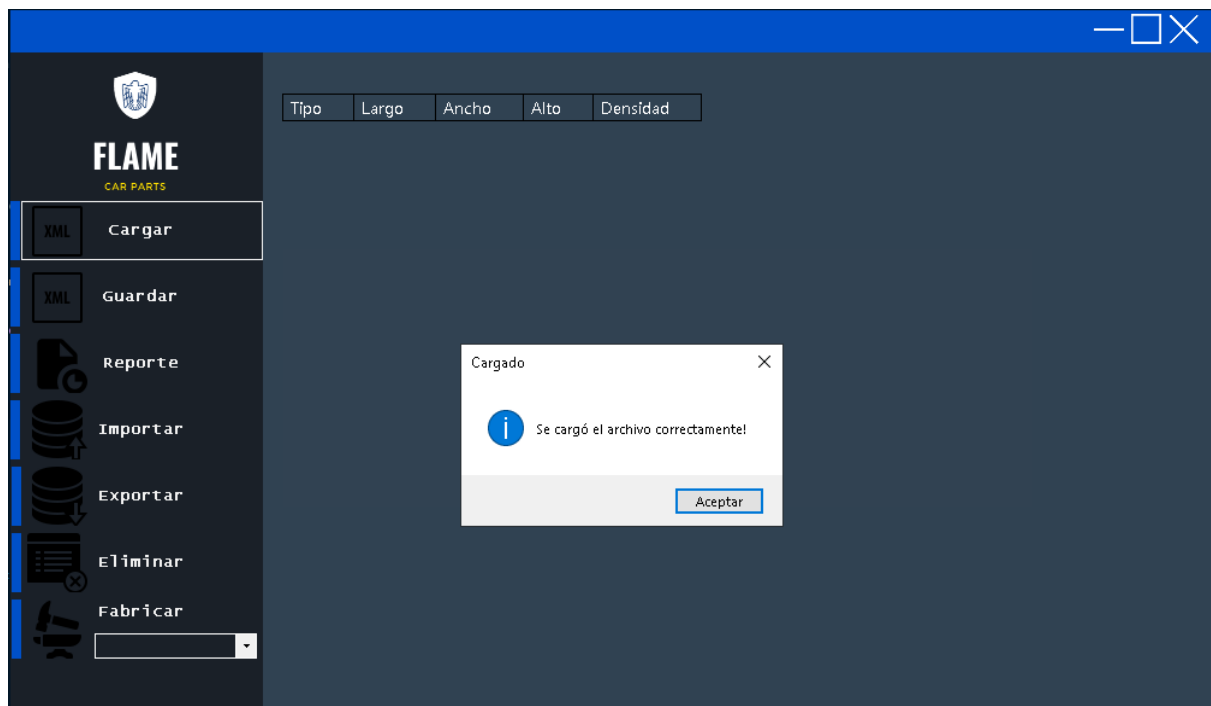 FLAME
CAR PARTS
XML Cargar
XML Guardar
Reporte
Importar
Exportar
Eliminar
Fabricar
Tipo Largo Ancho Alto Densidad
Cargado
Se cargó el archivo correctamente!
Aceptar